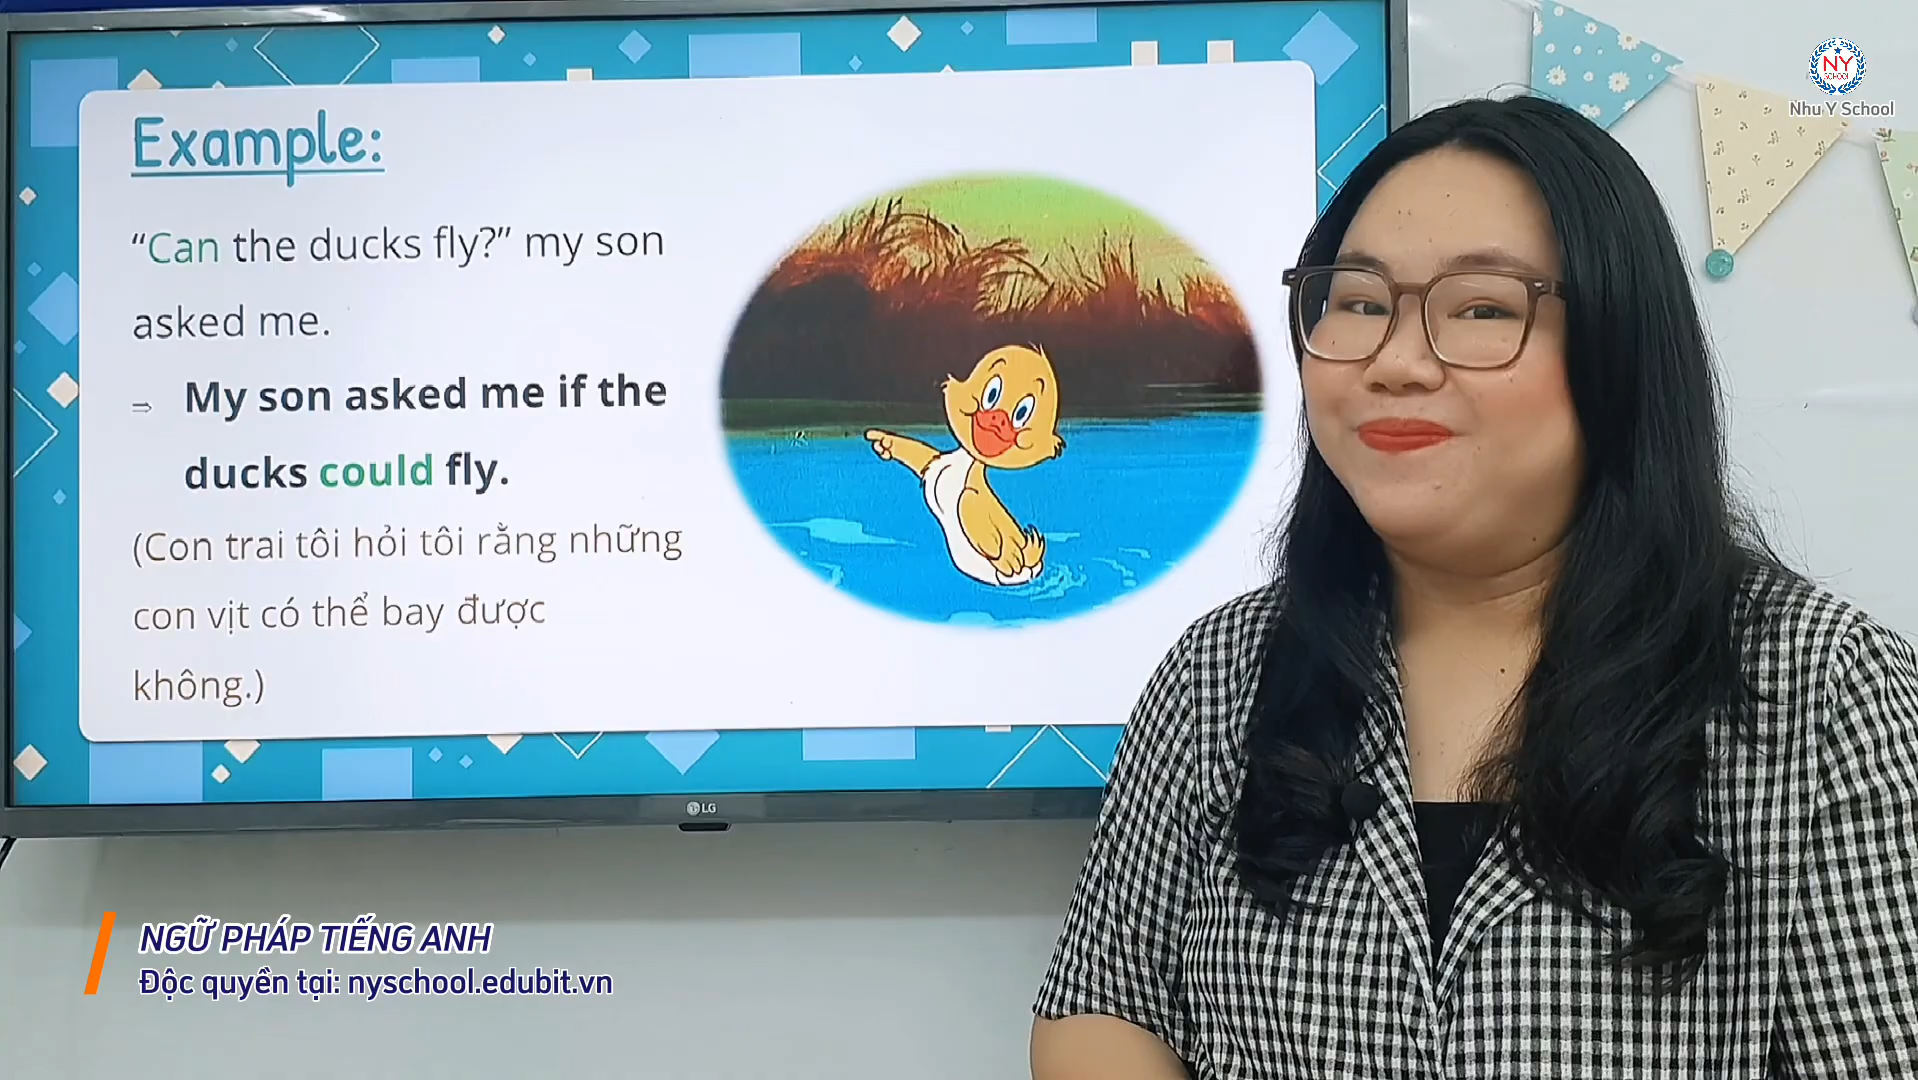 Example:
“Can the ducks fly?” my son
asked me.
⇒ My son asked me if the
ducks could fly.
(Con trai tôi hỏi tôi rằng những
con vịt có thể bay được
không.)
LG
NY
SCHOOL
Nhu Y School
NGỮ PHÁP TIẾNG ANH
Độc quyền tại: nyschool.edubit.vn